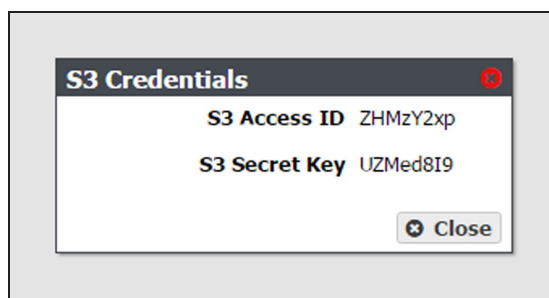 S3 Credentials
S3 Access ID ZHMzY2xp
S3 Secret Key UZMed8I9
Close